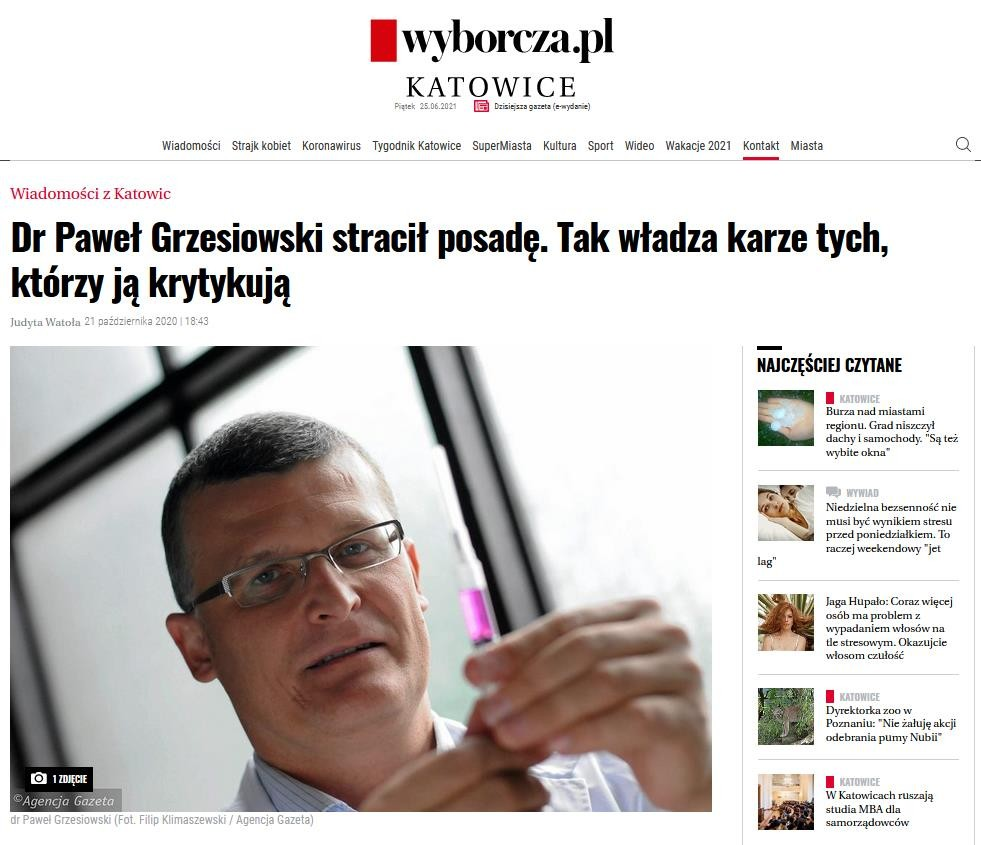 wyborcza.pl
KATOWICE
Piątek 25.06.2021 Dzisiejsza gazeta (e-wydanie)
Wiadomości Strajk kobiet Koronawirus Tygodnik Katowice SuperMiasta Kultura Sport Wideo Wakacje 2021 Kontakt Miasta
Wiadomości z Katowic
Dr Paweł Grzesiowski stracił posadę. Tak władza karze tych,
którzy ją krytykują
Judyta Watoła 21 października 2020 | 18:43
1 ZDJĘCIE
©Agencja Gazeta
dr Paweł Grzesiowski (Fot. Filip Klimaszewski / Agencja Gazeta)
NAJCZĘŚCIEJ CZYTANE
KATOWICE
Burza nad miastami
regionu. Grad niszczył
dachy i samochody. "Są też
wybite okna"
WYWIAD
Niedzielna bezsenność nie
musi być wynikiem stresu
przed poniedziałkiem. To
raczej weekendowy "jet
lag"
Jaga Hupało: Coraz więcej
osób ma problem z
wypadaniem włosów na
tle stresowym. Okazujcie
włosom czułość
KATOWICE
Dyrektorka zoo w
Poznaniu: "Nie żałuję akcji
odebrania pumy Nubii"
KATOWICE
W Katowicach ruszają
studia MBA dla
samorządowców